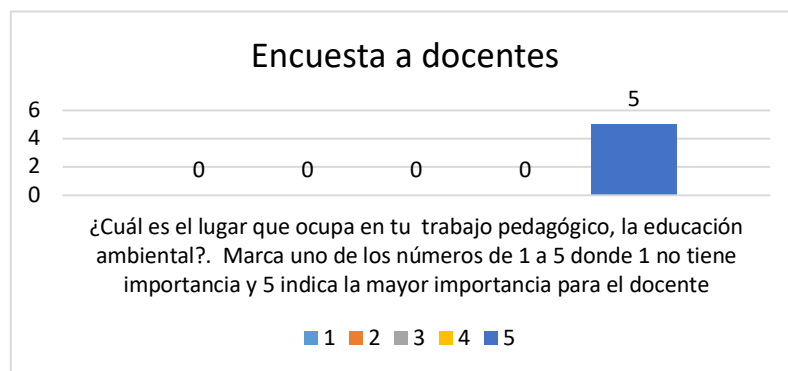 Encuesta a docentes
6
4
2
0
0 0 0 0 5
¿Cuál es el lugar que ocupa en tu trabajo pedagógico, la educación
ambiental?. Marca uno de los números de 1 a 5 donde 1 no tiene
importancia y 5 indica la mayor importancia para el docente
1 2 3 4 5